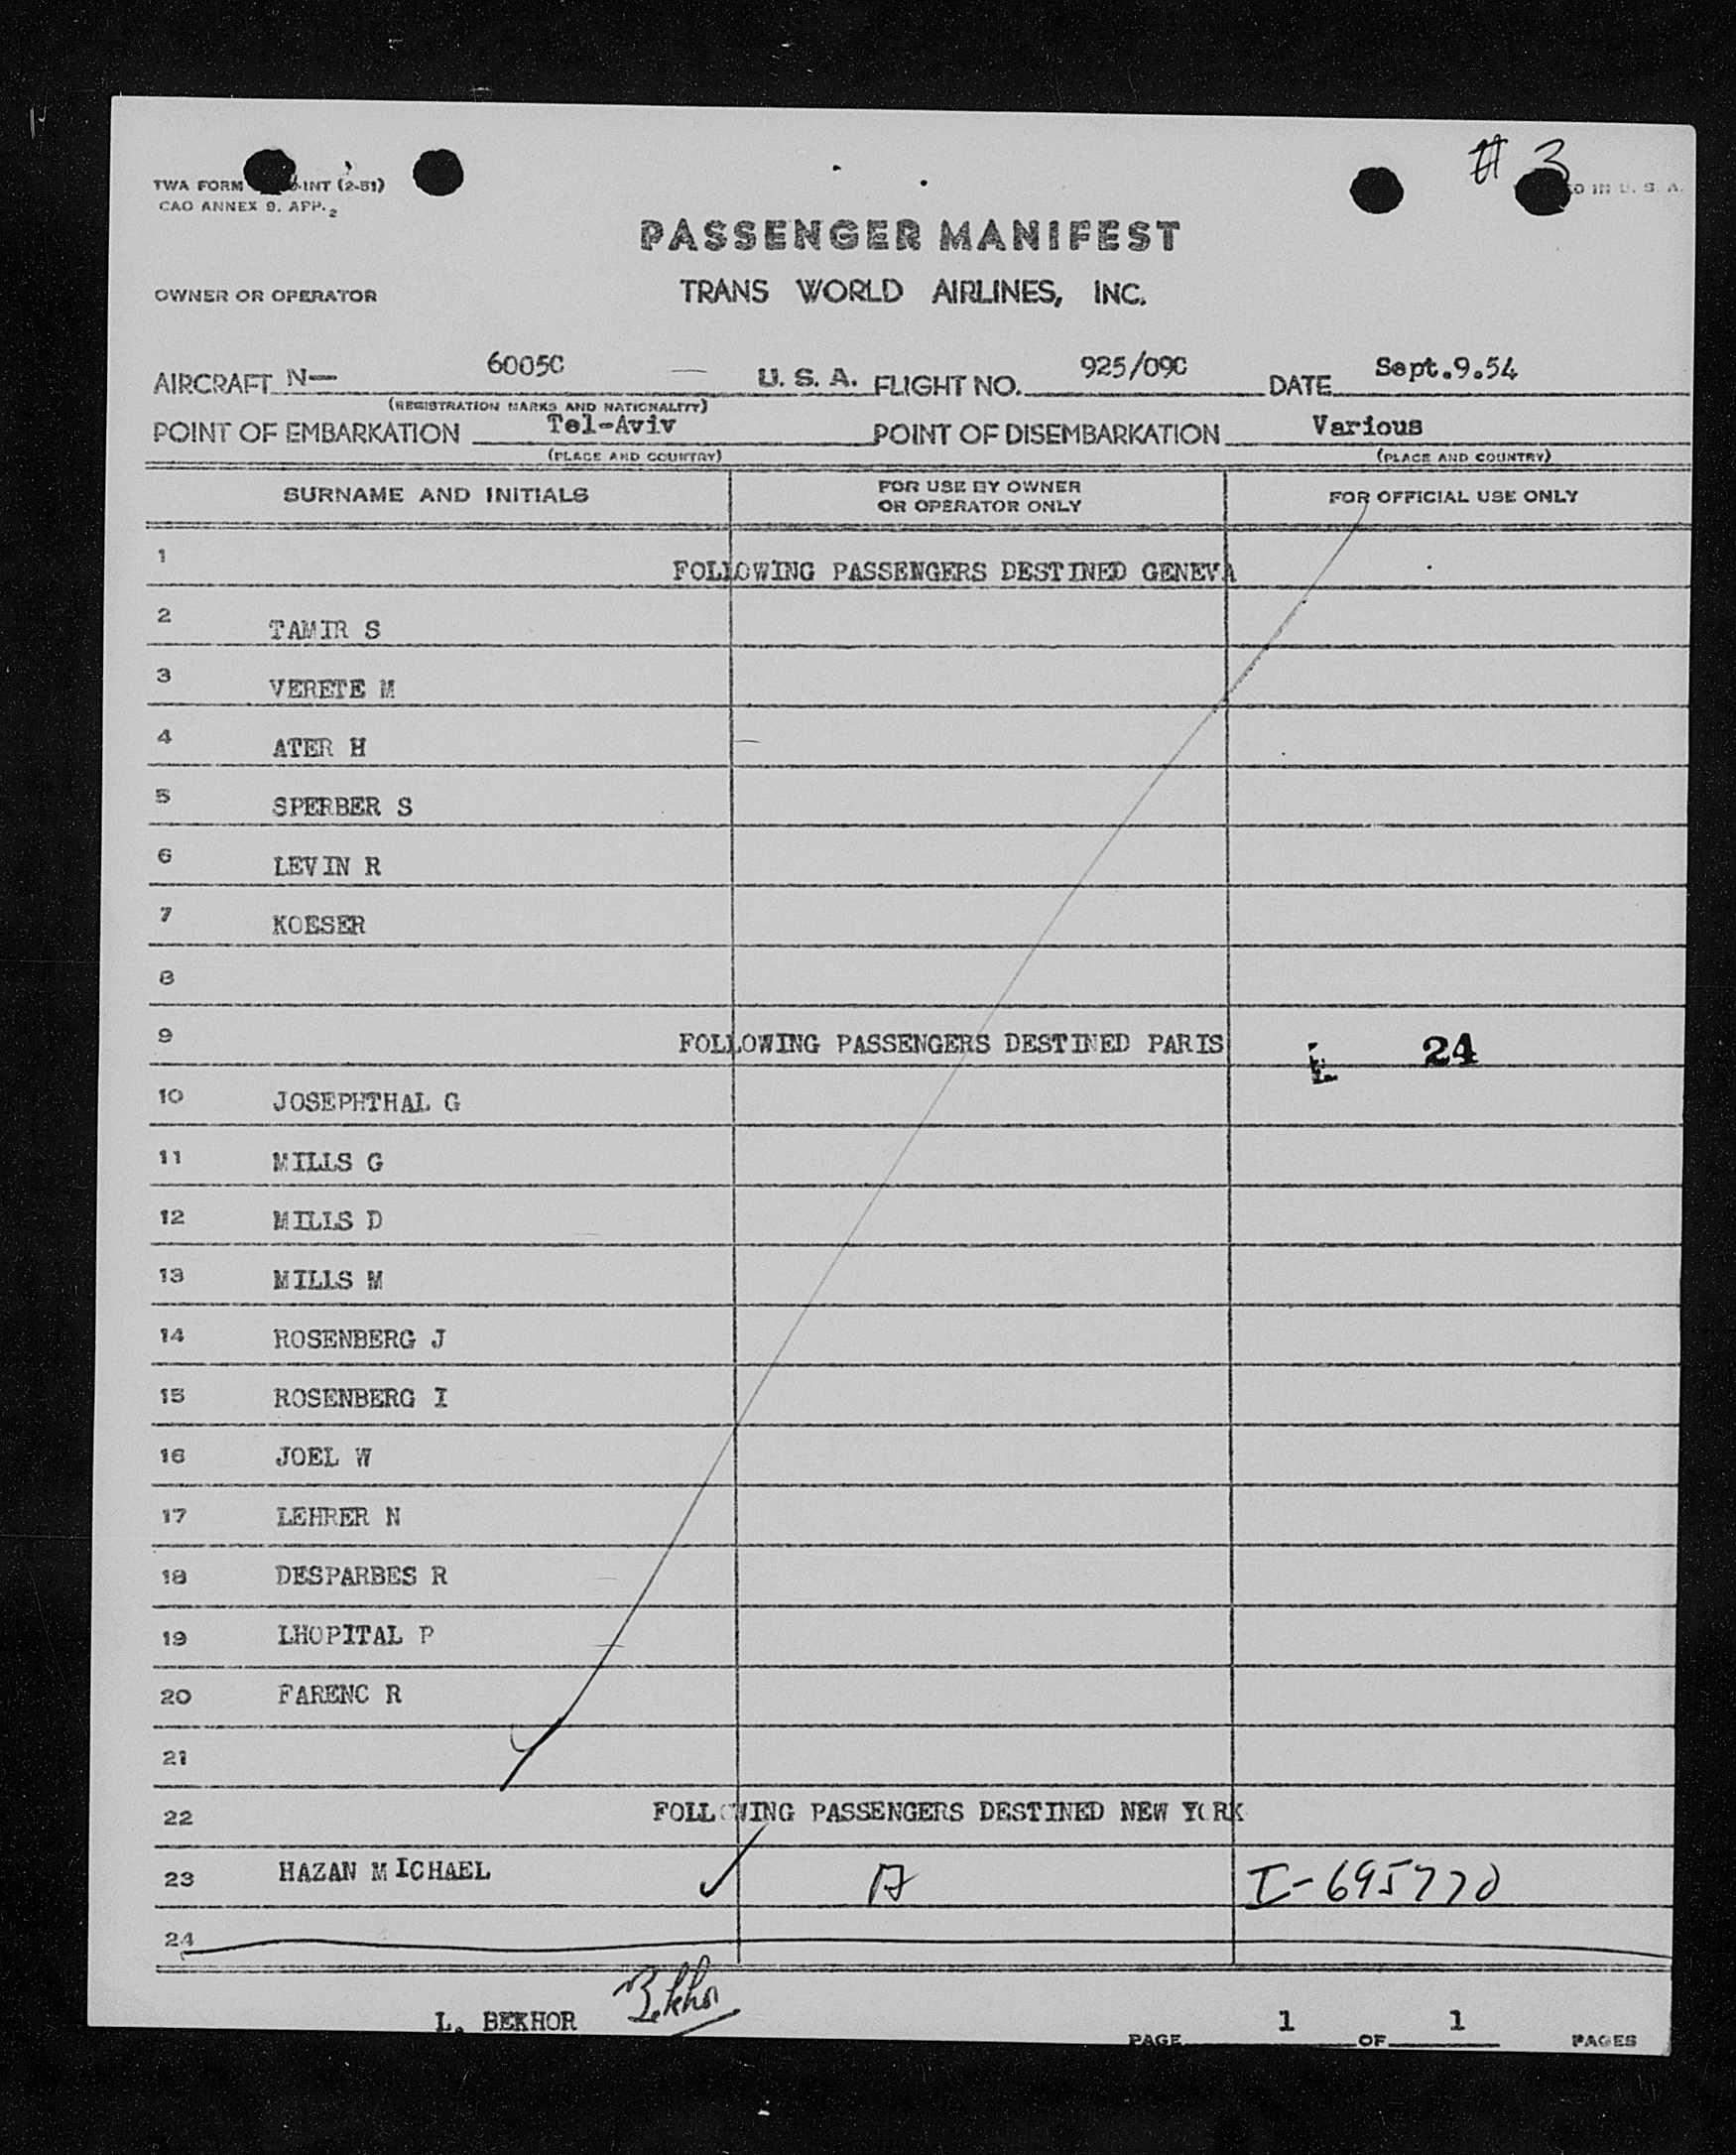 # 3
TWA FORM INT (2-51)
CAO ANNEX 9. APP. 2
IN U. S. A.
PASSENGER MANIFEST
OWNER OR OPERATOR TRANS WORLD AIRLINES, INC.
AIRCRAFT N— 6005C — U. S. A. FLIGHT NO. 925/09C DATE Sept.9.54
(REGISTRATION MARKS AND NATIONALITY)
POINT OF EMBARKATION Tel-Aviv POINT OF DISEMBARKATION Various
(PLACE AND COUNTRY) (PLACE AND COUNTRY)
SURNAME AND INITIALS FOR USE BY OWNER OR OPERATOR ONLY FOR OFFICIAL USE ONLY
1 FOLLOWING PASSENGERS DESTINED GENEVA
2 TAMIR S
3 VERETE M
4 ATER H
5 SPERBER S
6 LEVIN R
7 KOESER
8
9 FOLLOWING PASSENGERS DESTINED PARIS 24
10 JOSEPHTHAL G
11 MILLS G
12 MILLS D
13 MILLS M
14 ROSENBERG J
15 ROSENBERG I
16 JOEL W
17 LEHRER N
18 DESPARBES R
19 LHOPITAL P
20 FARENC R
21
22 FOLLOWING PASSENGERS DESTINED NEW YORK
23 HAZAN MICHAEL ✓ A I-695770
24
L. BEKHOR Bekhor
PAGE 1 OF 1 PAGES